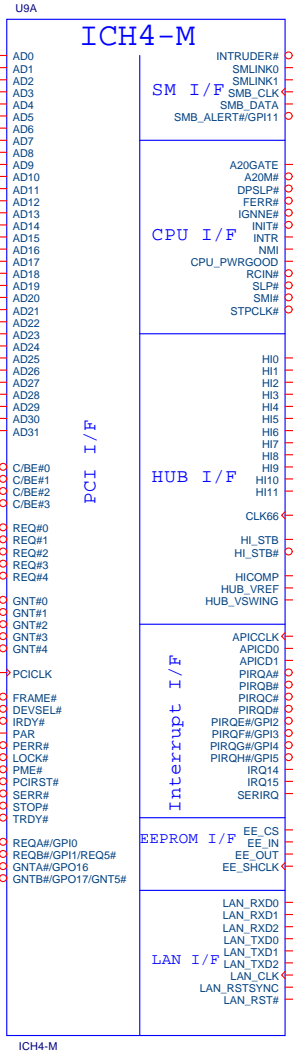 U9A
ICH4-M
AD0
AD1
AD2
AD3
AD4
AD5
AD6
AD7
AD8
AD9
AD10
AD11
AD12
AD13
AD14
AD15
AD16
AD17
AD18
AD19
AD20
AD21
AD22
AD23
AD24
AD25
AD26
AD27
AD28
AD29
AD30
AD31
C/BE#0
C/BE#1
C/BE#2
C/BE#3
REQ#0
REQ#1
REQ#2
REQ#3
REQ#4
GNT#0
GNT#1
GNT#2
GNT#3
GNT#4
PCICLK
FRAME#
DEVSEL#
IRDY#
PAR
PERR#
LOCK#
PME#
PCIRST#
SERR#
STOP#
TRDY#
REQA#/GPI0
REQB#/GPI1/REQ5#
GNTA#/GPO16
GNTB#/GPO17/GNT5#
PCI I/F
SM I/F
INTRUDER#
SMLINK0
SMLINK1
SMB_CLK
SMB_DATA
SMB_ALERT#/GPI11
CPU I/F
A20GATE
A20M#
DPSLP#
FERR#
IGNNE#
INIT#
INTR
NMI
CPU_PWRGOOD
RCIN#
SLP#
SMI#
STPCLK#
HUB I/F
HI0
HI1
HI2
HI3
HI4
HI5
HI6
HI7
HI8
HI9
HI10
HI11
CLK66
HI_STB
HI_STB#
HICOMP
HUB_VREF
HUB_VSWING
Interrupt I/F
APICCLK
APICD0
APICD1
PIRQA#
PIRQB#
PIRQC#
PIRQD#
PIRQE#/GPI2
PIRQF#/GPI3
PIRQG#/GPI4
PIRQH#/GPI5
IRQ14
IRQ15
SERIRQ
EEPROM I/F
EE_CS
EE_IN
EE_OUT
EE_SHCLK
LAN I/F
LAN_RXD0
LAN_RXD1
LAN_RXD2
LAN_TXD0
LAN_TXD1
LAN_TXD2
LAN_CLK
LAN_RSTSYNC
LAN_RST#
ICH4-M